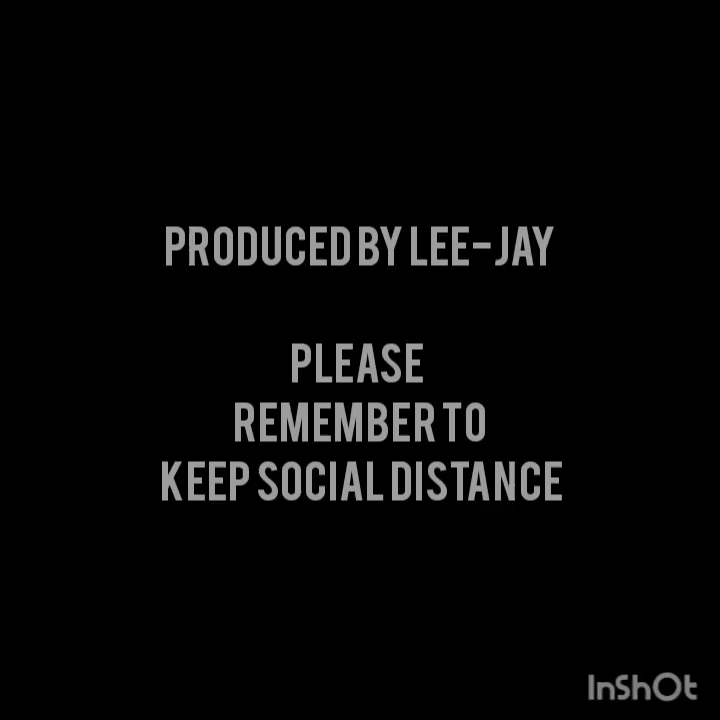 PRODUCED BY LEE-JAY
PLEASE
REMEMBER TO
KEEP SOCIAL DISTANCE
InShOt